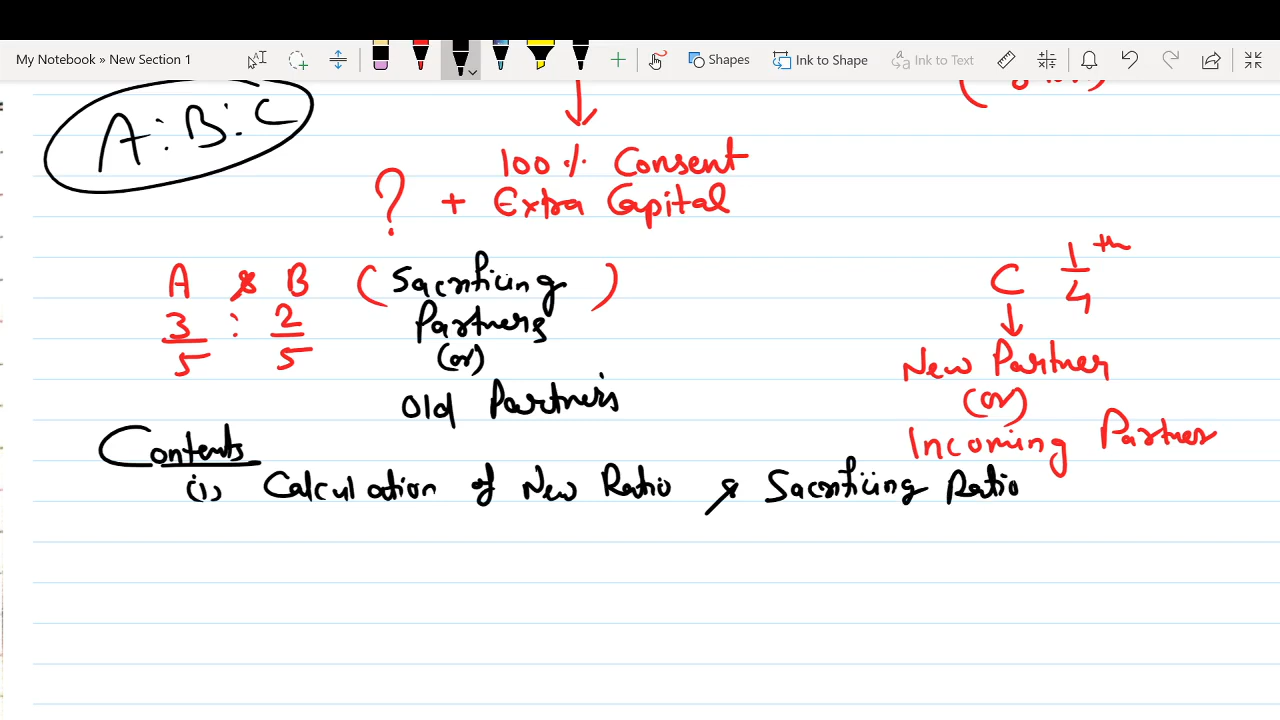 My Notebook » New Section 1
Shapes
Ink to Shape
Ink to Text
A:B:C
100% Consent
? + Extra Capital
A & B (Sacrificing Partners (or) Old Partners)
3/5 : 2/5
C 1/4 th
New Partner
(or)
Incoming Partner
Contents
(i) Calculation of New Ratio & Sacrificing Ratio